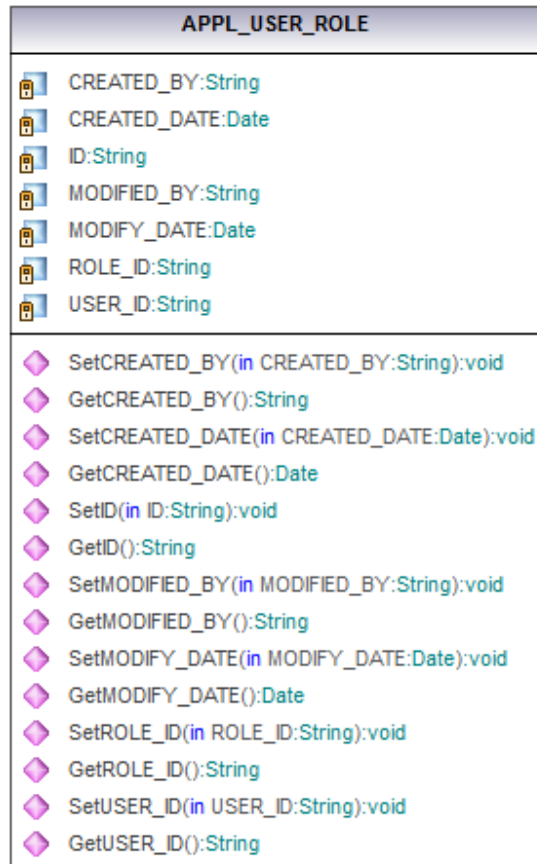 APPL_USER_ROLE
CREATED_BY:String
CREATED_DATE:Date
ID:String
MODIFIED_BY:String
MODIFY_DATE:Date
ROLE_ID:String
USER_ID:String
SetCREATED_BY(in CREATED_BY:String):void
GetCREATED_BY():String
SetCREATED_DATE(in CREATED_DATE:Date):void
GetCREATED_DATE():Date
SetID(in ID:String):void
GetID():String
SetMODIFIED_BY(in MODIFIED_BY:String):void
GetMODIFIED_BY():String
SetMODIFY_DATE(in MODIFY_DATE:Date):void
GetMODIFY_DATE():Date
SetROLE_ID(in ROLE_ID:String):void
GetROLE_ID():String
SetUSER_ID(in USER_ID:String):void
GetUSER_ID():String